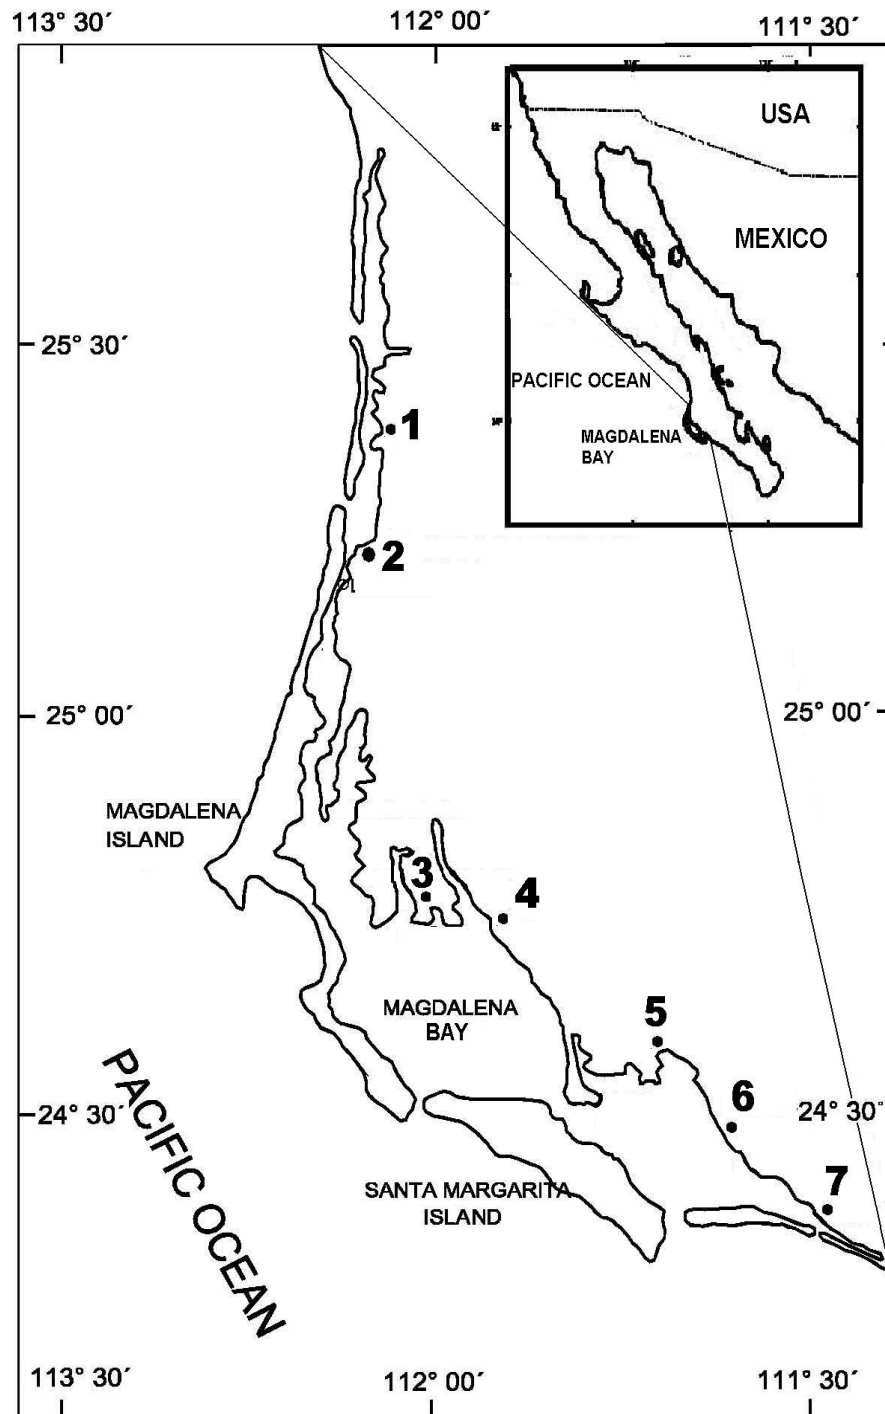 113° 30´
112° 00´
111° 30´
USA
MEXICO
PACIFIC OCEAN
MAGDALENA
BAY
25° 30´
1
2
25° 00´
25° 00´
MAGDALENA
ISLAND
3
4
MAGDALENA
BAY
5
6
24° 30´
24° 30´
PACIFIC OCEAN
SANTA MARGARITA
ISLAND
7
113° 30´
112° 00´
111° 30´